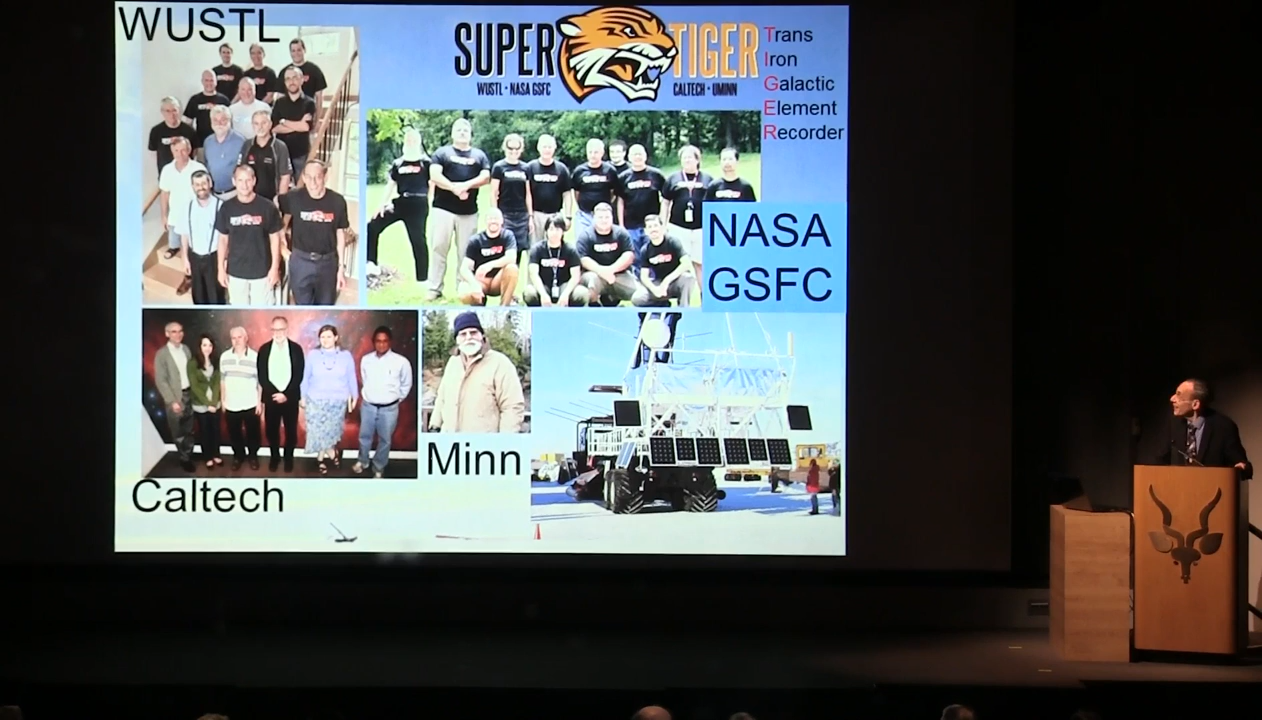 WUSTL
SUPER TIGER
WUSTL · NASA GSFC CALTECH · UMINN
Trans
Iron
Galactic
Element
Recorder
NASA
GSFC
Minn
Caltech